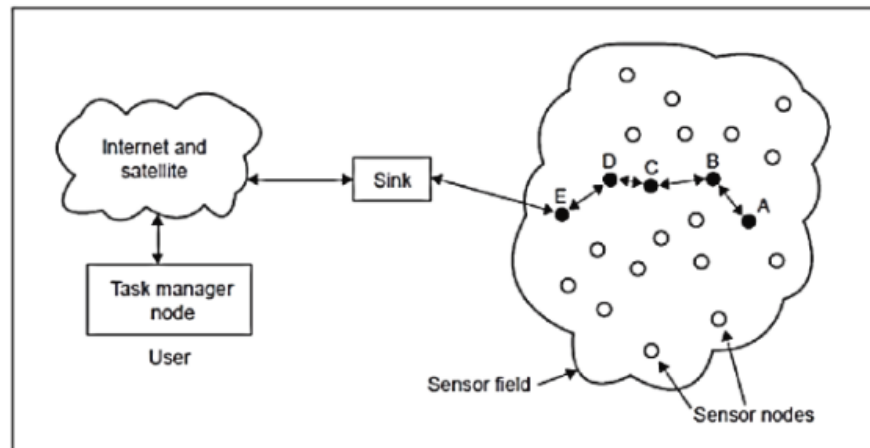 Internet and
satellite
Sink
D
C
B
E
A
Task manager
node
User
Sensor field
Sensor nodes